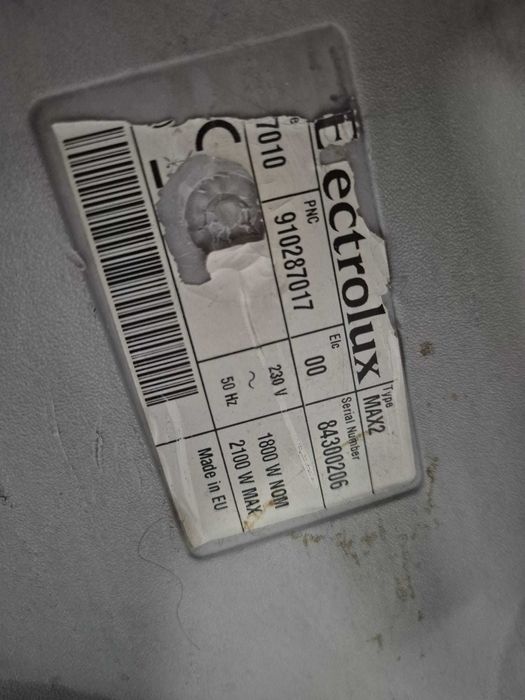 Electrolux Type MAX2
7010
PNC
910287017
Elc
00
Serial Number
84300206
230 V
~
50 Hz
1800 W NOM
2100 W MAX
Made in EU